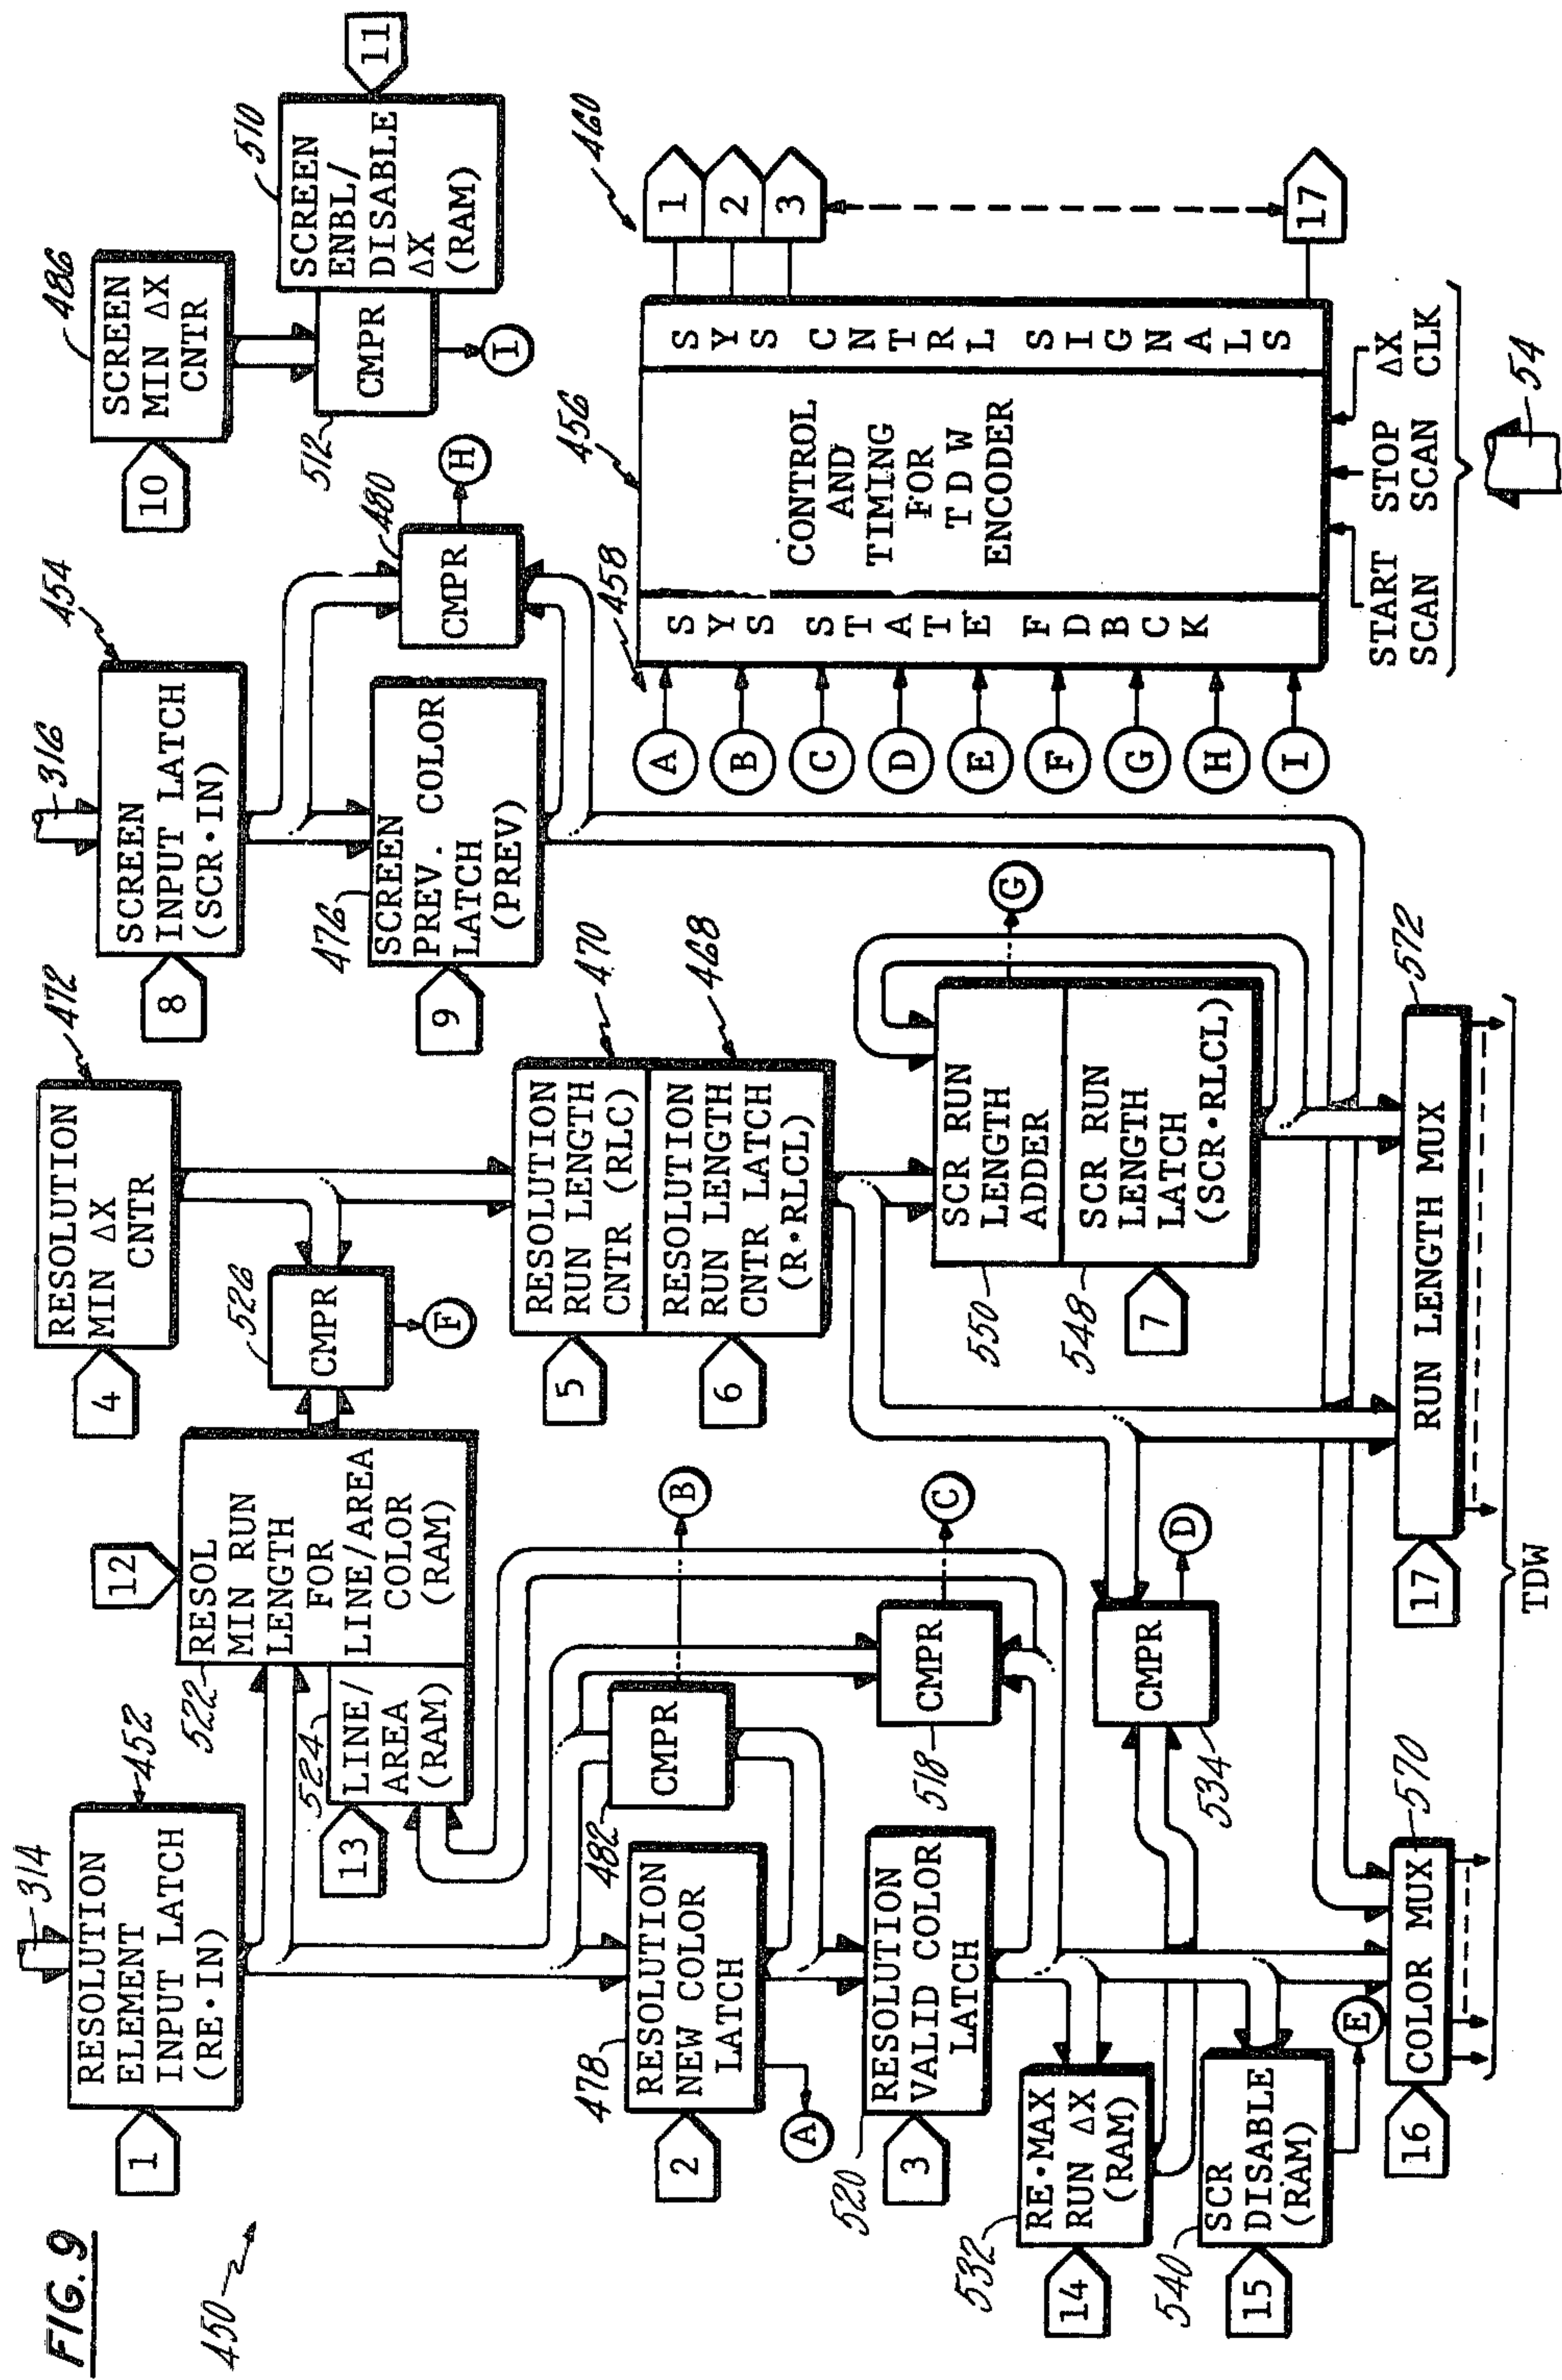 FIG. 9
450
314
452
RESOLUTION
ELEMENT
INPUT LATCH
(RE·IN)
1
522
12
RESOL
MIN RUN
LENGTH
FOR
LINE/AREA
COLOR
(RAM)
524
LINE/
AREA
(RAM)
13
472
RESOLUTION
MIN ΔX
CNTR
4
526
CMPR
F
316
454
SCREEN
INPUT LATCH
(SCR·IN)
8
476
SCREEN
PREV. COLOR
LATCH
(PREV)
9
480
CMPR
H
486
SCREEN
MIN ΔX
CNTR
10
510
SCREEN
ENBL/
DISABLE
ΔX
(RAM)
11
512
CMPR
I
478
RESOLUTION
NEW COLOR
LATCH
2
A
482
CMPR
B
470
RESOLUTION
RUN LENGTH
CNTR (RLC)
5
468
RESOLUTION
RUN LENGTH
CNTR LATCH
(R·RLCL)
6
520
RESOLUTION
VALID COLOR
LATCH
3
518
CMPR
C
550
SCR RUN
LENGTH
ADDER
G
548
SCR RUN
LENGTH
LATCH
(SCR·RLCL)
7
532
RE·MAX
RUN ΔX
(RAM)
14
534
CMPR
D
540
SCR
DISABLE
(RAM)
15
E
570
COLOR MUX
16
572
RUN LENGTH MUX
17
TDW
458
A
B
C
D
E
F
G
H
I
SYS STATE FDBCK
456
CONTROL
AND
TIMING
FOR
TDW
ENCODER
SYS CNTRL SIGNALS
460
1
2
3
17
START SCAN
STOP SCAN
ΔX CLK
54